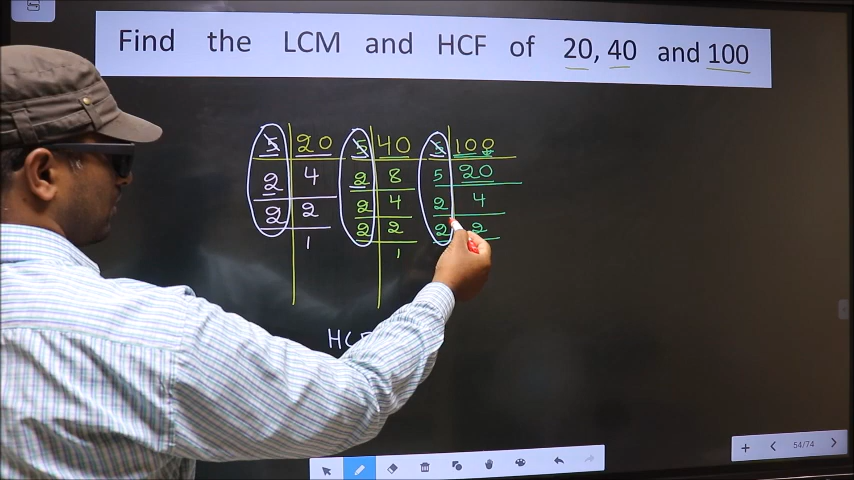 Find the LCM and HCF of 20, 40 and 100
5 20 5 40 5 100
2 4 2 8 5 20
2 2 2 4 2 4
1 2 2 2 2
1
HCF
54/74